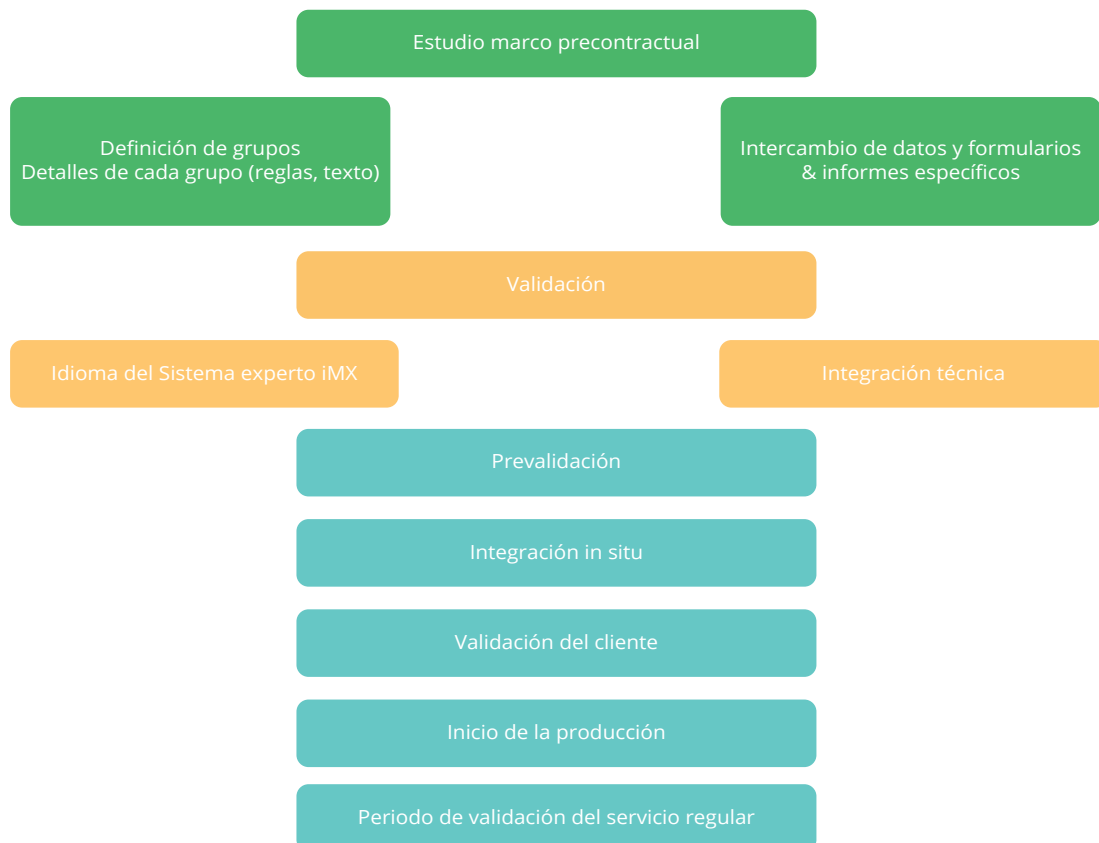 Estudio marco precontractual
Definición de grupos
Detalles de cada grupo (reglas, texto)
Intercambio de datos y formularios
& informes específicos
Validación
Idioma del Sistema experto iMX
Integración técnica
Prevalidación
Integración in situ
Validación del cliente
Inicio de la producción
Periodo de validación del servicio regular